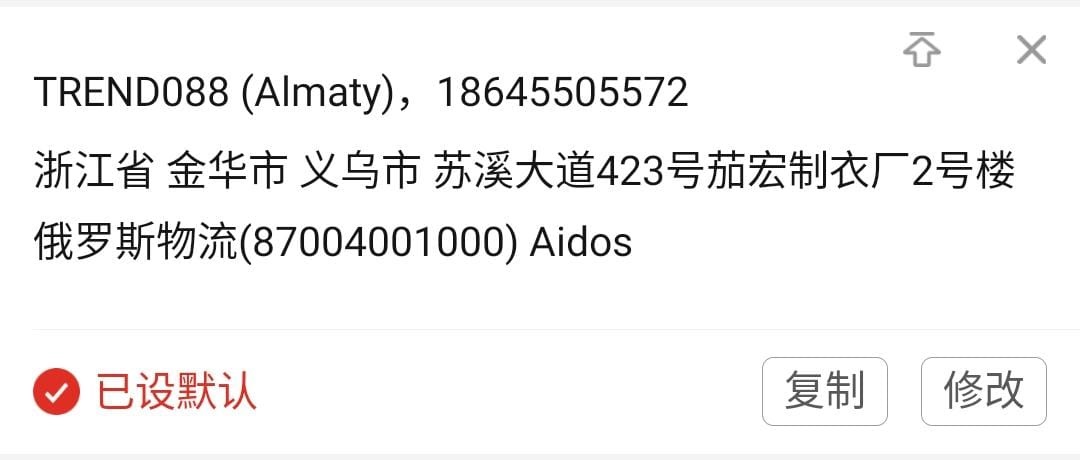 TREND088 (Almaty)，18645505572
浙江省 金华市 义乌市 苏溪大道423号茄宏制衣厂2号楼
俄罗斯物流(87004001000) Aidos
已设默认 复制 修改